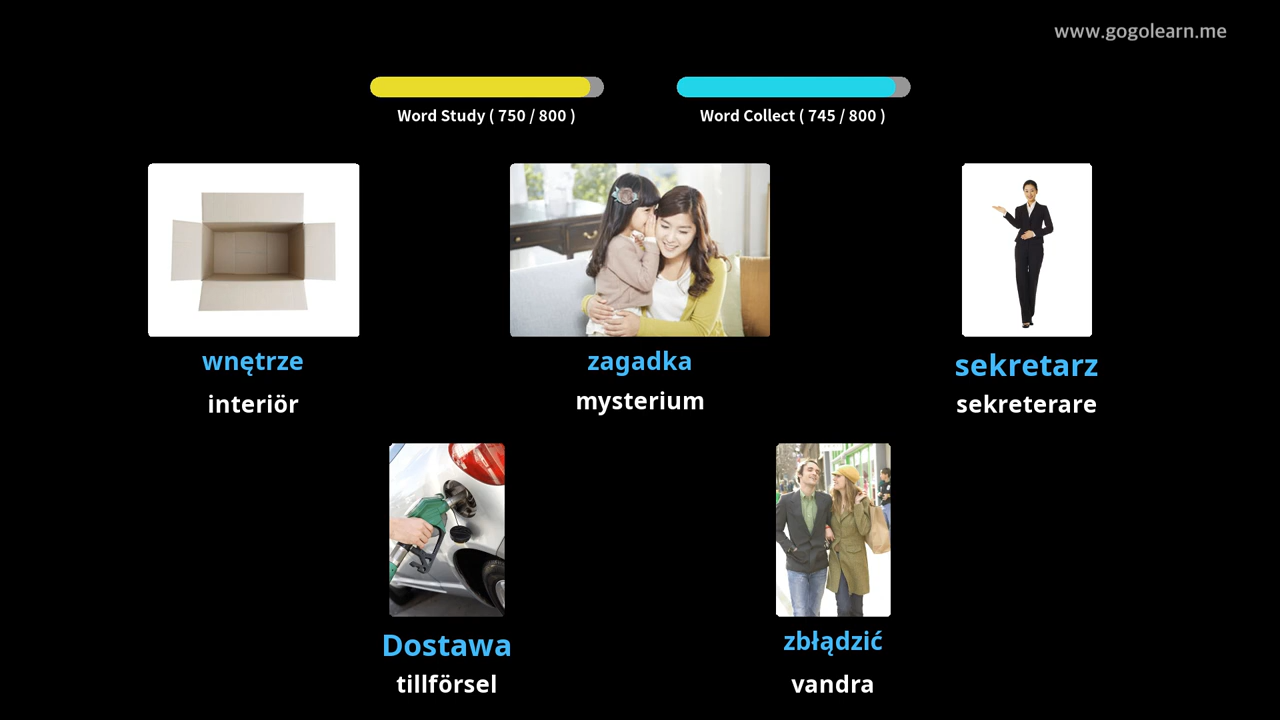 www.gogolearn.me
Word Study ( 750 / 800 )
Word Collect ( 745 / 800 )
wnętrze
interiör
zagadka
mysterium
sekretarz
sekreterare
Dostawa
tillförsel
zbłądzić
vandra